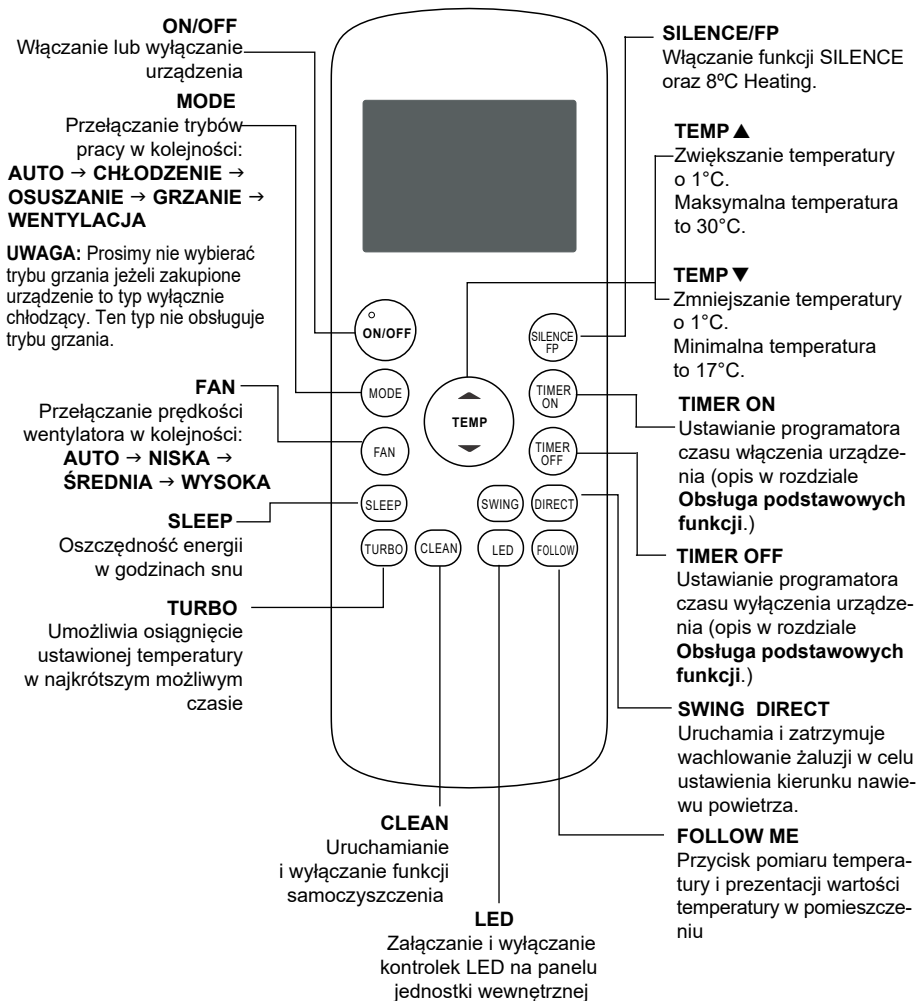 ON/OFF
Włączanie lub wyłączanie
urządzenia
MODE
Przełączanie trybów
pracy w kolejności:
AUTO → CHŁODZENIE →
OSUSZANIE → GRZANIE →
WENTYLACJA
UWAGA: Prosimy nie wybierać
trybu grzania jeżeli zakupione
urządzenie to typ wyłącznie
chłodzący. Ten typ nie obsługuje
trybu grzania.
FAN
Przełączanie prędkości
wentylatora w kolejności:
AUTO → NISKA →
ŚREDNIA → WYSOKA
SLEEP
Oszczędność energii
w godzinach snu
TURBO
Umożliwia osiągnięcie
ustawionej temperatury
w najkrótszym możliwym
czasie
ON/OFF
SILENCE
FP
MODE
TEMP
TIMER
ON
FAN
TIMER
OFF
SLEEP
SWING
DIRECT
TURBO
CLEAN
LED
FOLLOW
CLEAN
Uruchamianie
i wyłączanie funkcji
samoczyszczenia
LED
Załączanie i wyłączanie
kontrolek LED na panelu
jednostki wewnętrznej
SILENCE/FP
Włączanie funkcji SILENCE
oraz 8ºC Heating.
TEMP ▲
Zwiększanie temperatury
o 1°C.
Maksymalna temperatura
to 30°C.
TEMP ▼
Zmniejszanie temperatury
o 1°C.
Minimalna temperatura
to 17°C.
TIMER ON
Ustawianie programatora
czasu włączenia urządze-
nia (opis w rozdziale
Obsługa podstawowych
funkcji.)
TIMER OFF
Ustawianie programatora
czasu wyłączenia urządze-
nia (opis w rozdziale
Obsługa podstawowych
funkcji.)
SWING DIRECT
Uruchamia i zatrzymuje
wachlowanie żaluzji w celu
ustawienia kierunku nawie-
wu powietrza.
FOLLOW ME
Przycisk pomiaru tempera-
tury i prezentacji wartości
temperatury w pomieszcze-
niu